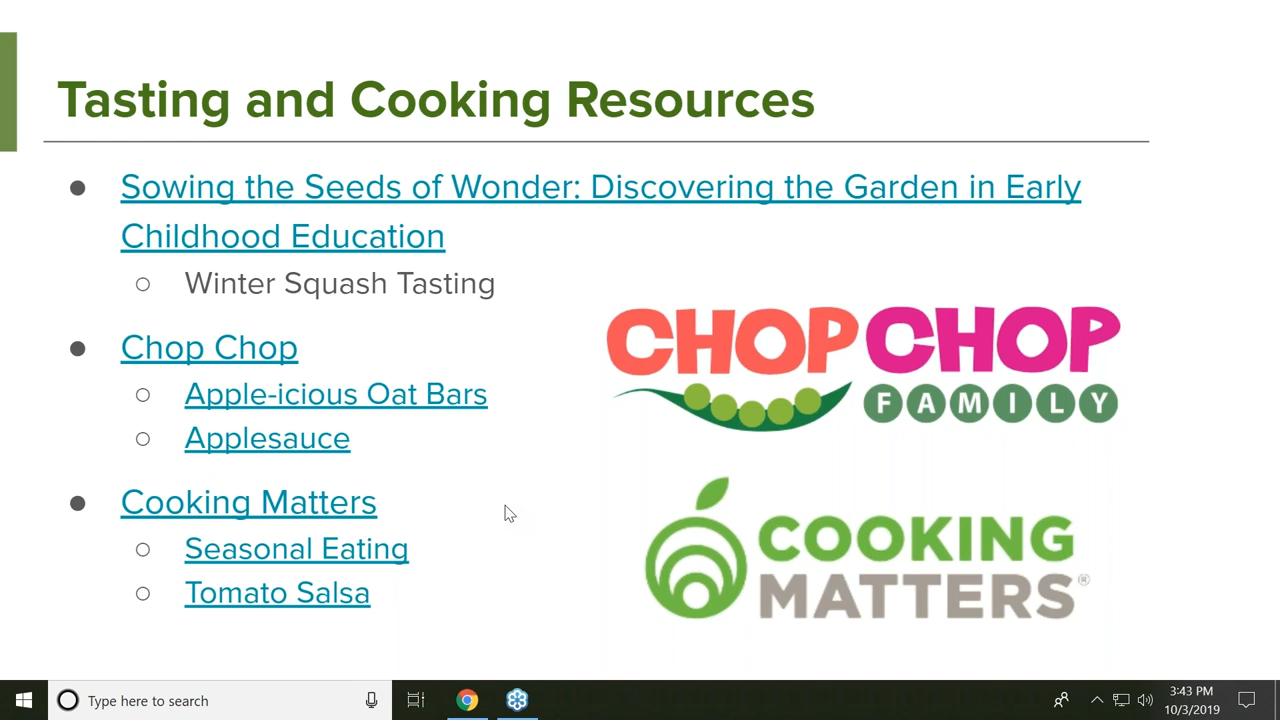 Tasting and Cooking Resources
● Sowing the Seeds of Wonder: Discovering the Garden in Early
Childhood Education
○ Winter Squash Tasting
● Chop Chop
○ Apple-icious Oat Bars
○ Applesauce
● Cooking Matters
○ Seasonal Eating
○ Tomato Salsa
CHOPCHOP
FAMILY
COOKING
MATTERS®
Type here to search
3:43 PM
10/3/2019